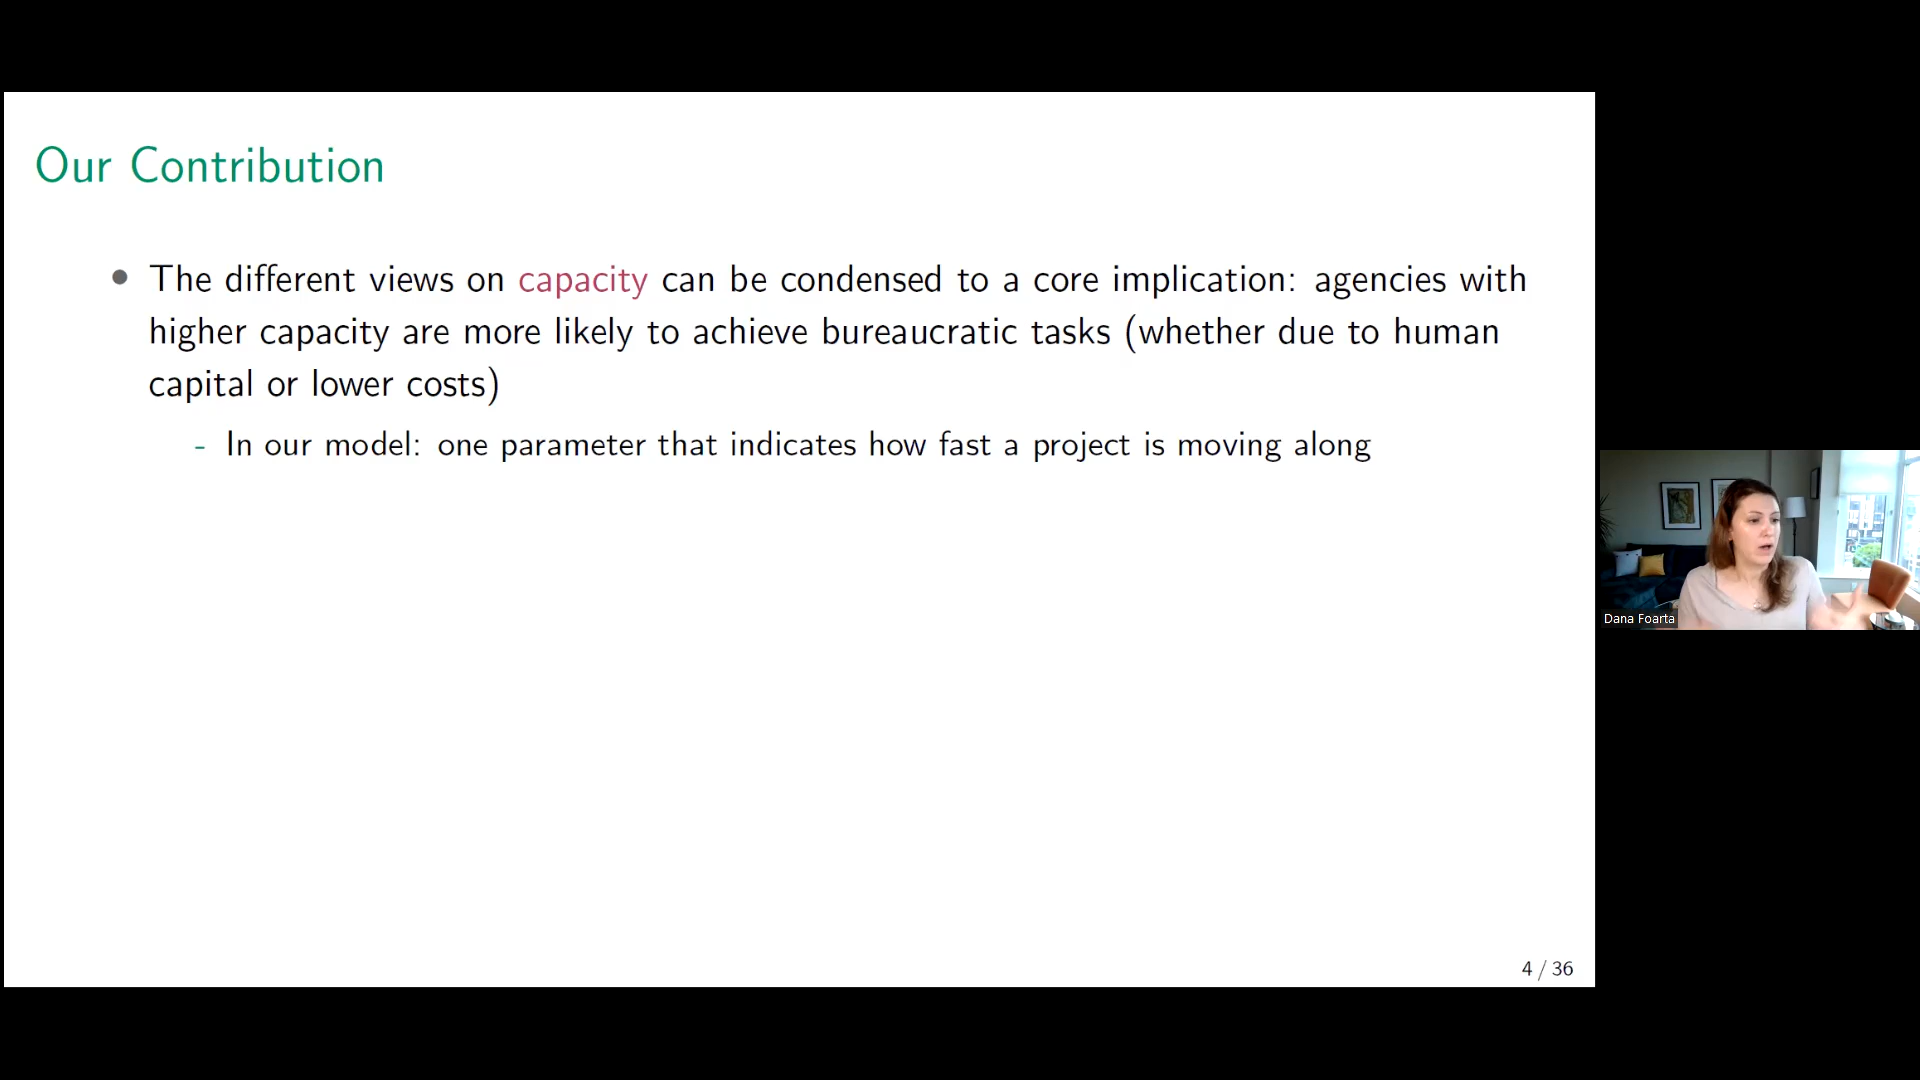 Our Contribution
• The different views on capacity can be condensed to a core implication: agencies with
higher capacity are more likely to achieve bureaucratic tasks (whether due to human
capital or lower costs)
- In our model: one parameter that indicates how fast a project is moving along
Dana Foarta
4 / 36